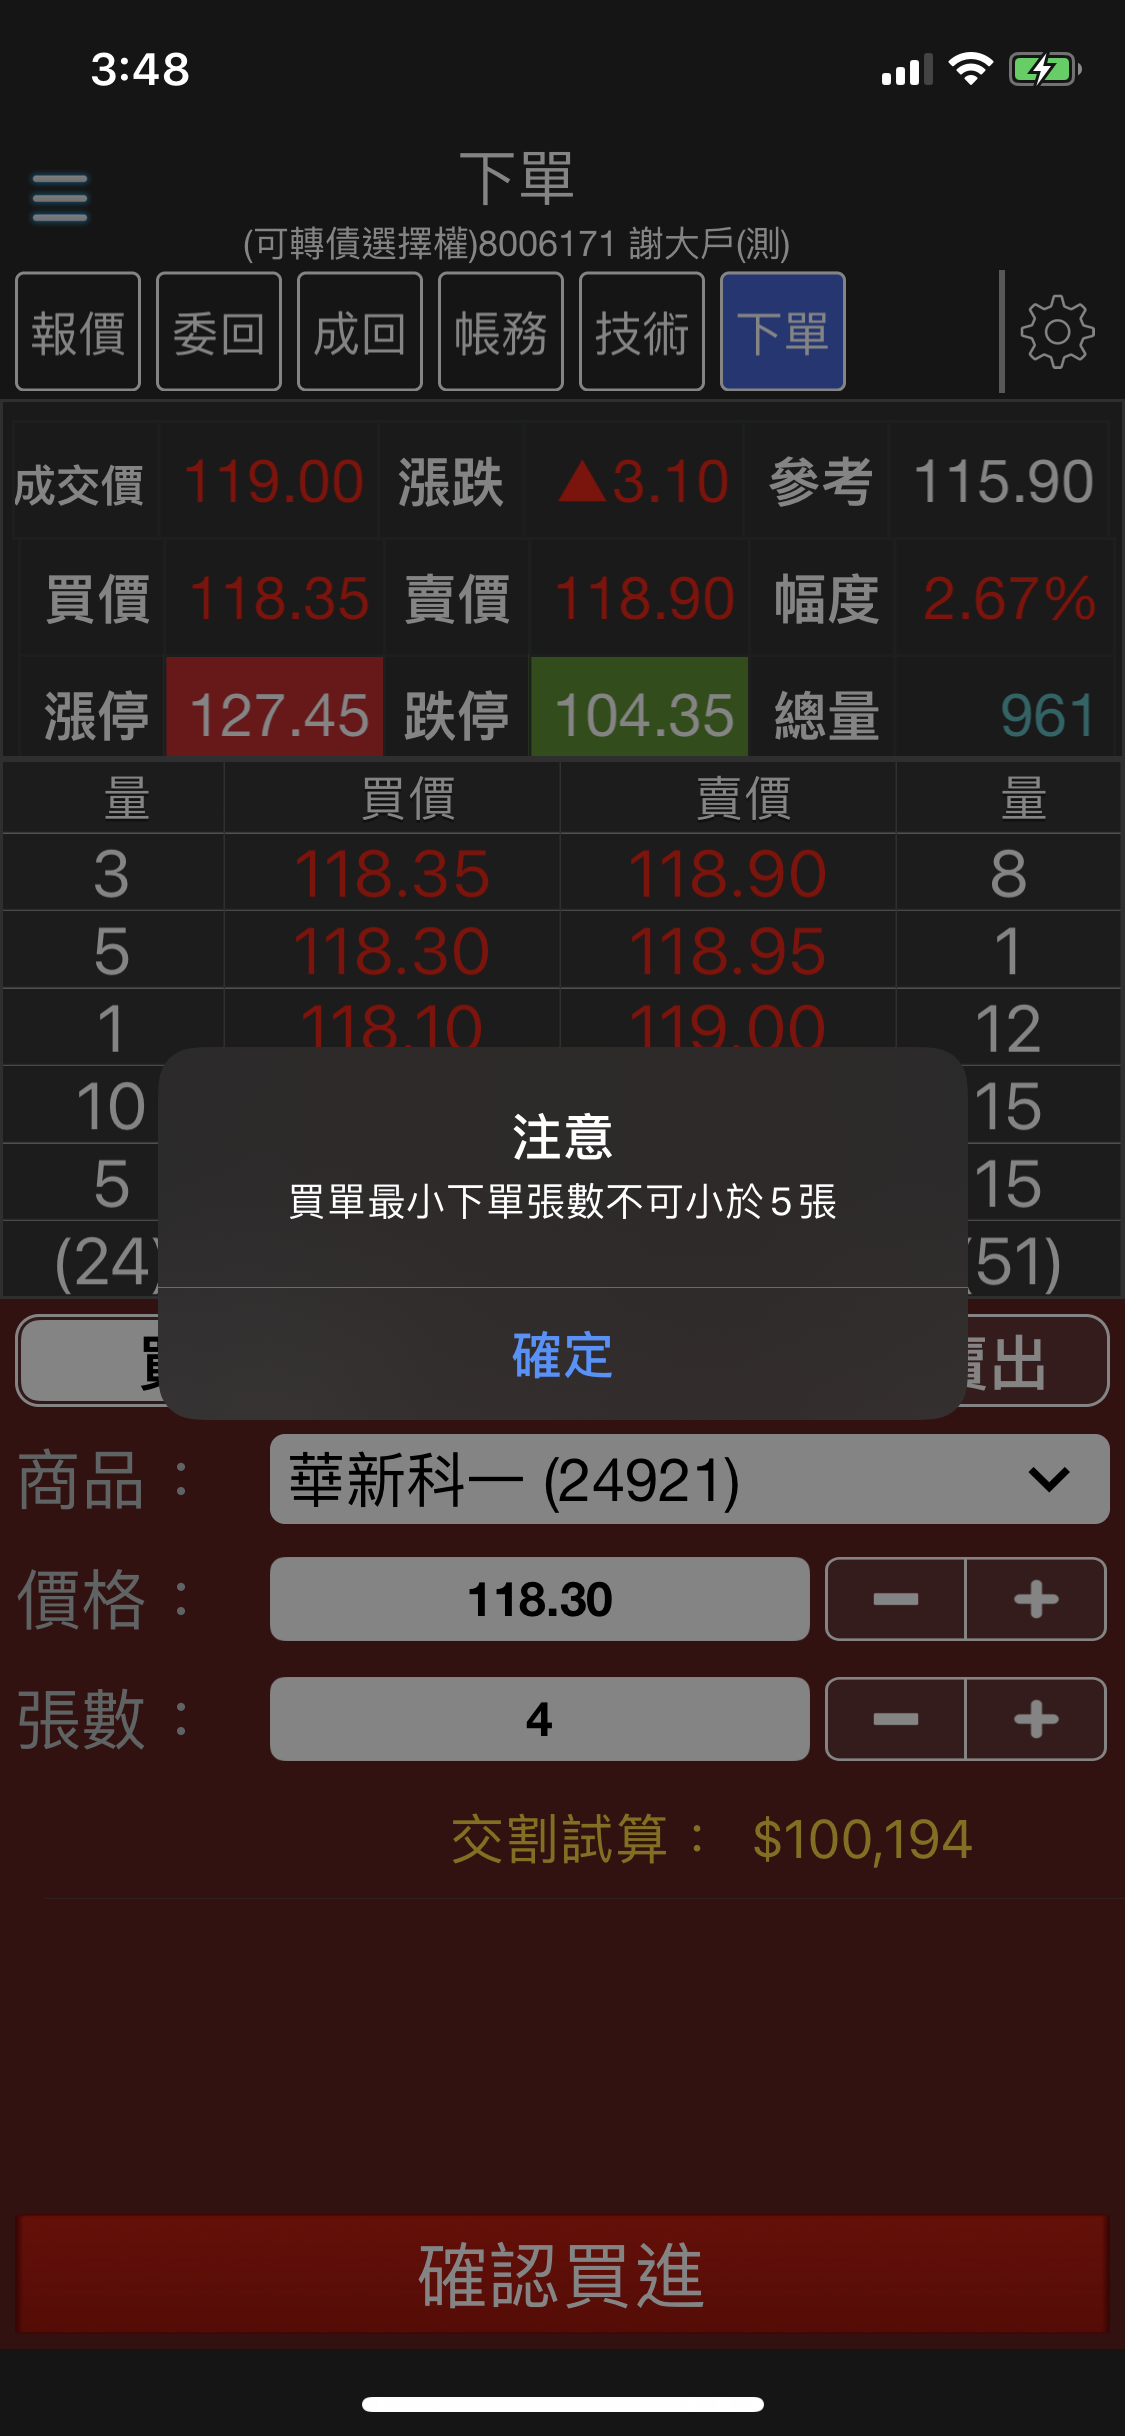 3:48
下單
(可轉債選擇權)8006171 謝大戶(測)
報價 委回 成回 帳務 技術 下單
成交價 119.00 漲跌 ▲3.10 參考 115.90
買價 118.35 賣價 118.90 幅度 2.67%
漲停 127.45 跌停 104.35 總量 961
量 買價 賣價 量
3 118.35 118.90 8
5 118.30 118.95 1
1 118.10 119.00 12
10 15
5 15
(24) (51)
注意
買單最小下單張數不可小於5張
確定
出
商品： 華新科一 (24921)
價格： 118.30 − +
張數： 4 − +
交割試算： $100,194
確認買進